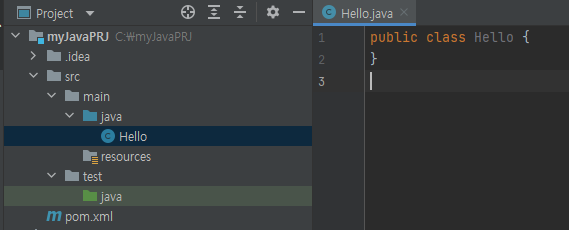 Project
myJavaPRJ C:₩myJavaPRJ
.idea
src
main
java
Hello
resources
test
java
pom.xml
Hello.java
1 public class Hello {
2 }
3